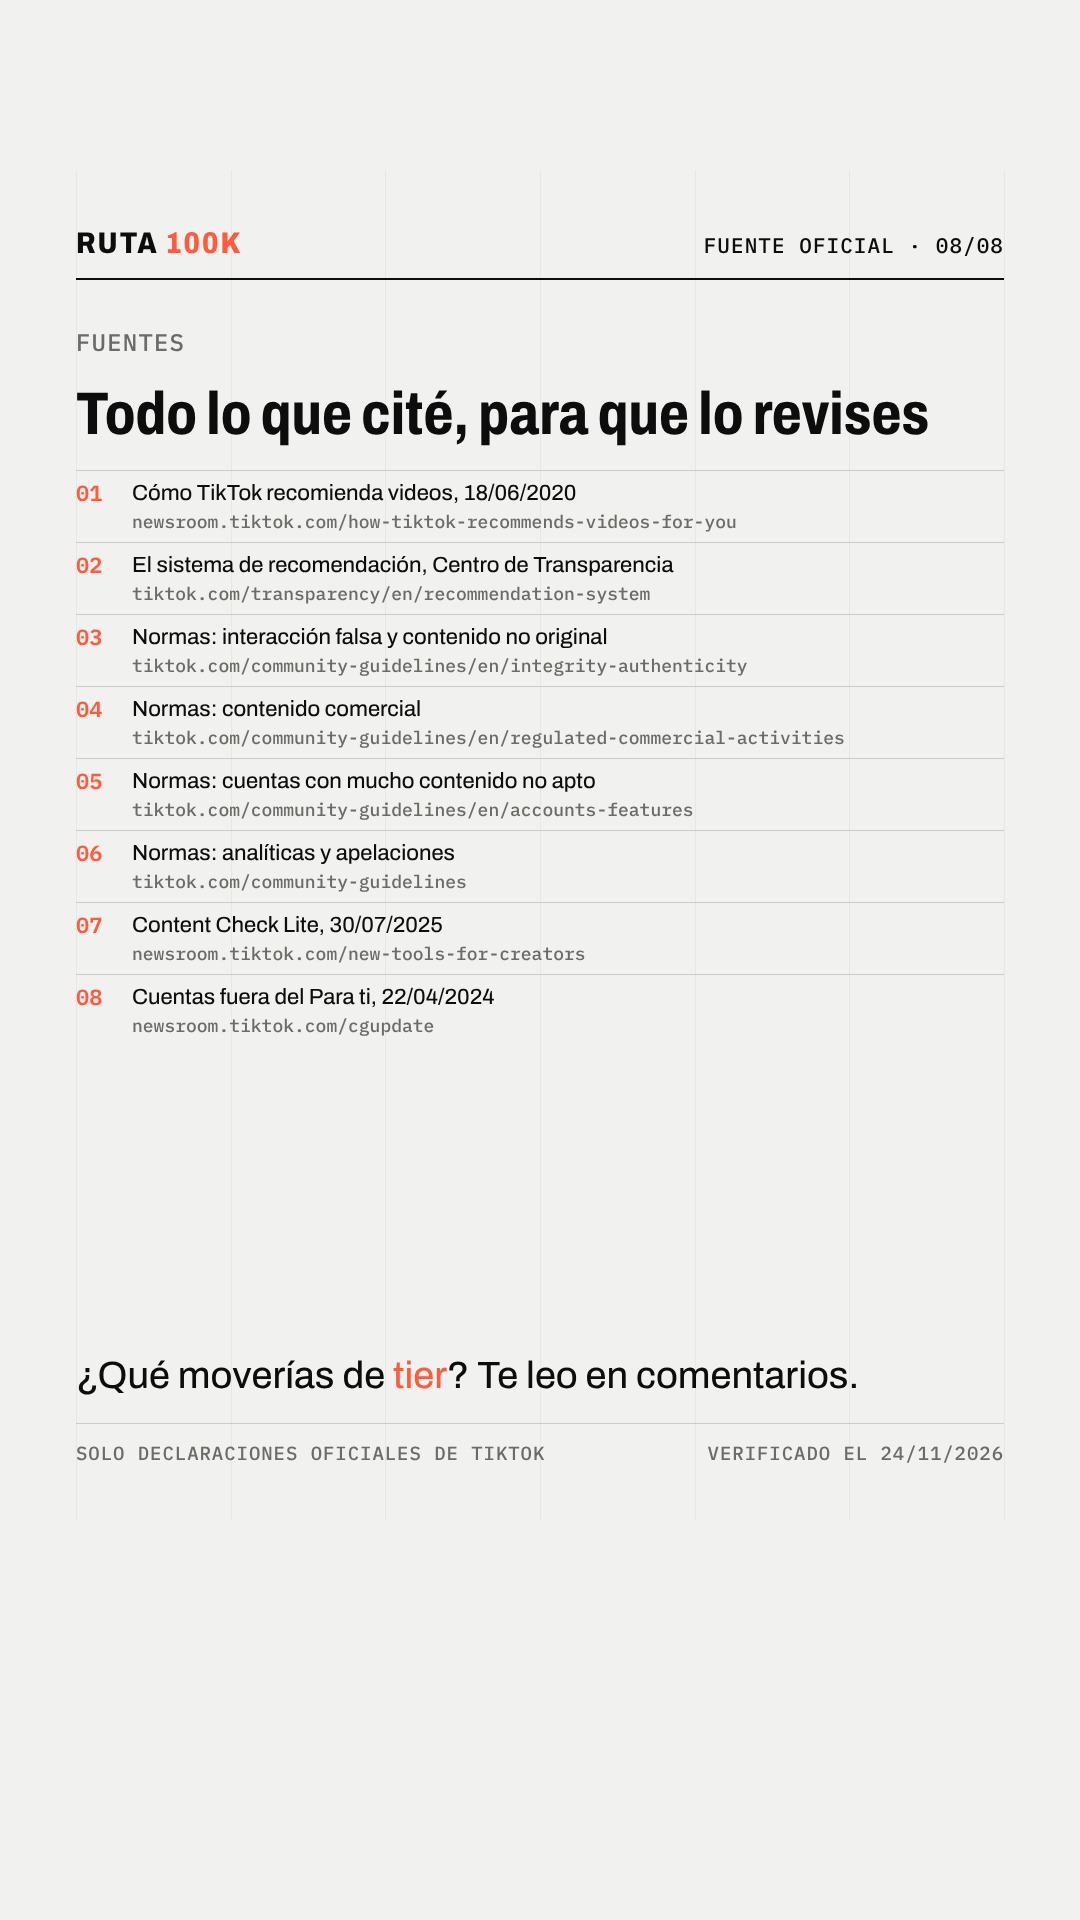 RUTA 100K
FUENTE OFICIAL · 08/08
FUENTES
Todo lo que cité, para que lo revises
01 Cómo TikTok recomienda videos, 18/06/2020
newsroom.tiktok.com/how-tiktok-recommends-videos-for-you
02 El sistema de recomendación, Centro de Transparencia
tiktok.com/transparency/en/recommendation-system
03 Normas: interacción falsa y contenido no original
tiktok.com/community-guidelines/en/integrity-authenticity
04 Normas: contenido comercial
tiktok.com/community-guidelines/en/regulated-commercial-activities
05 Normas: cuentas con mucho contenido no apto
tiktok.com/community-guidelines/en/accounts-features
06 Normas: analíticas y apelaciones
tiktok.com/community-guidelines
07 Content Check Lite, 30/07/2025
newsroom.tiktok.com/new-tools-for-creators
08 Cuentas fuera del Para ti, 22/04/2024
newsroom.tiktok.com/cgupdate
¿Qué moverías de tier? Te leo en comentarios.
SOLO DECLARACIONES OFICIALES DE TIKTOK
VERIFICADO EL 24/11/2026